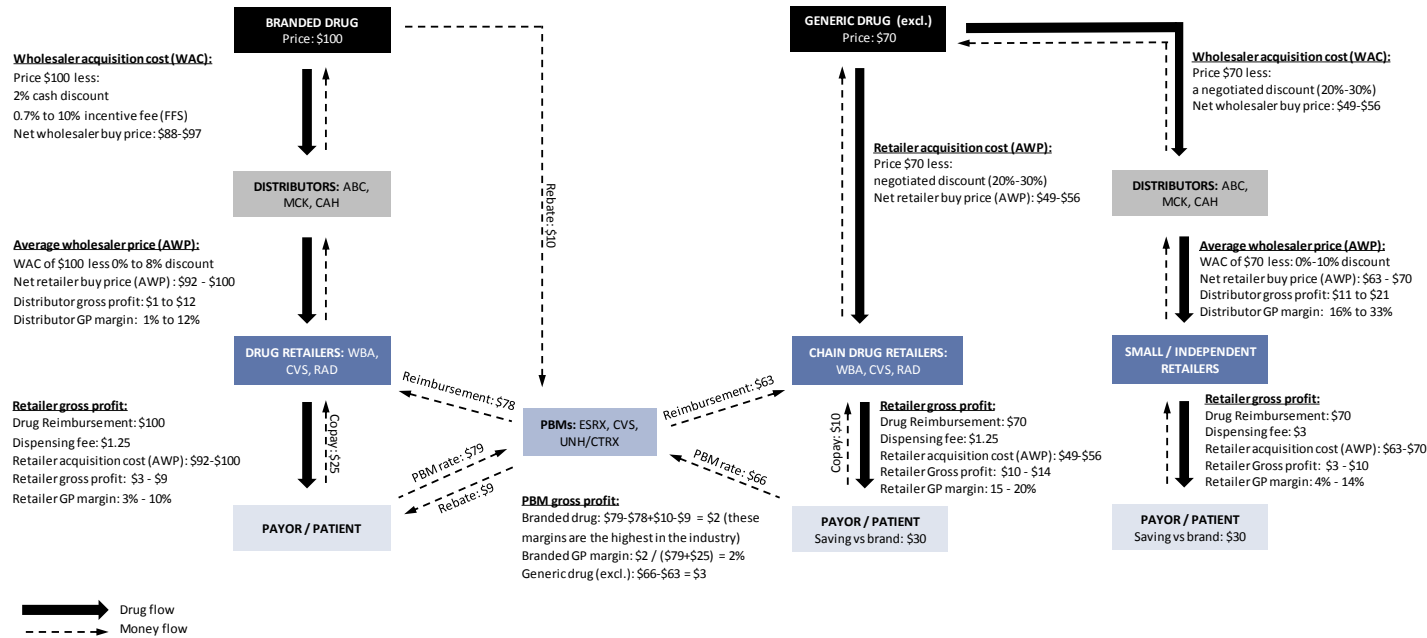 BRANDED DRUG
Price: $100
Wholesaler acquisition cost (WAC):
Price $100 less:
2% cash discount
0.7% to 10% incentive fee (FFS)
Net wholesaler buy price: $88-$97
DISTRIBUTORS: ABC,
MCK, CAH
Average wholesaler price (AWP):
WAC of $100 less 0% to 8% discount
Net retailer buy price (AWP) : $92 - $100
Distributor gross profit: $1 to $12
Distributor GP margin: 1% to 12%
DRUG RETAILERS: WBA,
CVS, RAD
Retailer gross profit:
Drug Reimbursement: $100
Dispensing fee: $1.25
Retailer acquisition cost (AWP): $92-$100
Retailer gross profit: $3 - $9
Retailer GP margin: 3% - 10%
Copay: $25
PAYOR / PATIENT
Rebate: $10
Reimbursement: $78
PBM rate: $79
Rebate: $9
PBMs: ESRX, CVS,
UNH/CTRX
Reimbursement: $63
PBM rate: $66
PBM gross profit:
Branded drug: $79-$78+$10-$9 = $2 (these
margins are the highest in the industry)
Branded GP margin: $2 / ($79+$25) = 2%
Generic drug (excl.): $66-$63 = $3
GENERIC DRUG (excl.)
Price: $70
Retailer acquisition cost (AWP):
Price $70 less:
negotiated discount (20%-30%)
Net retailer buy price (AWP): $49-$56
CHAIN DRUG RETAILERS:
WBA, CVS, RAD
Copay: $10
Retailer gross profit:
Drug Reimbursement: $70
Dispensing fee: $1.25
Retailer acquisition cost (AWP): $49-$56
Retailer Gross profit: $10 - $14
Retailer GP margin: 15 - 20%
PAYOR / PATIENT
Saving vs brand: $30
Wholesaler acquisition cost (WAC):
Price $70 less:
a negotiated discount (20%-30%)
Net wholesaler buy price: $49-$56
DISTRIBUTORS: ABC,
MCK, CAH
Average wholesaler price (AWP):
WAC of $70 less: 0%-10% discount
Net retailer buy price (AWP): $63 - $70
Distributor gross profit: $11 to $21
Distributor GP margin: 16% to 33%
SMALL / INDEPENDENT
RETAILERS
Retailer gross profit:
Drug Reimbursement: $70
Dispensing fee: $3
Retailer acquisition cost (AWP): $63-$70
Retailer Gross profit: $3 - $10
Retailer GP margin: 4% - 14%
PAYOR / PATIENT
Saving vs brand: $30
Drug flow
Money flow